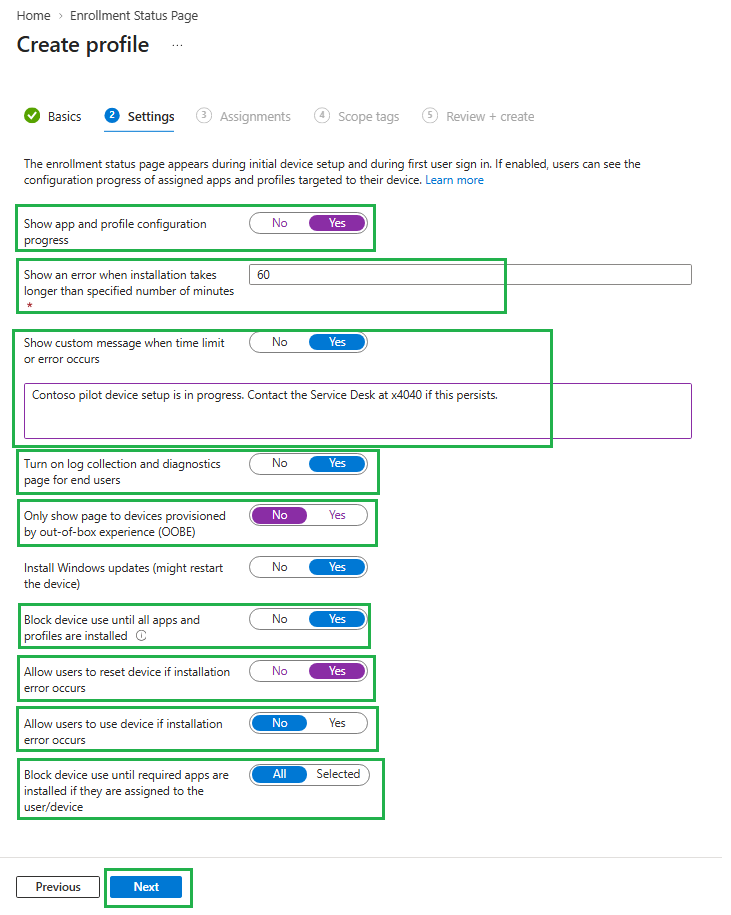 Home > Enrollment Status Page
Create profile ...
Basics 2 Settings 3 Assignments 4 Scope tags 5 Review + create
The enrollment status page appears during initial device setup and during first user sign in. If enabled, users can see the
configuration progress of assigned apps and profiles targeted to their device. Learn more
Show app and profile configuration
progress
No Yes
Show an error when installation takes
longer than specified number of minutes
*
60
Show custom message when time limit
or error occurs
No Yes
Contoso pilot device setup is in progress. Contact the Service Desk at x4040 if this persists.
Turn on log collection and diagnostics
page for end users
No Yes
Only show page to devices provisioned
by out-of-box experience (OOBE)
No Yes
Install Windows updates (might restart
the device)
No Yes
Block device use until all apps and
profiles are installed
No Yes
Allow users to reset device if installation
error occurs
No Yes
Allow users to use device if installation
error occurs
No Yes
Block device use until required apps are
installed if they are assigned to the
user/device
All Selected
Previous Next